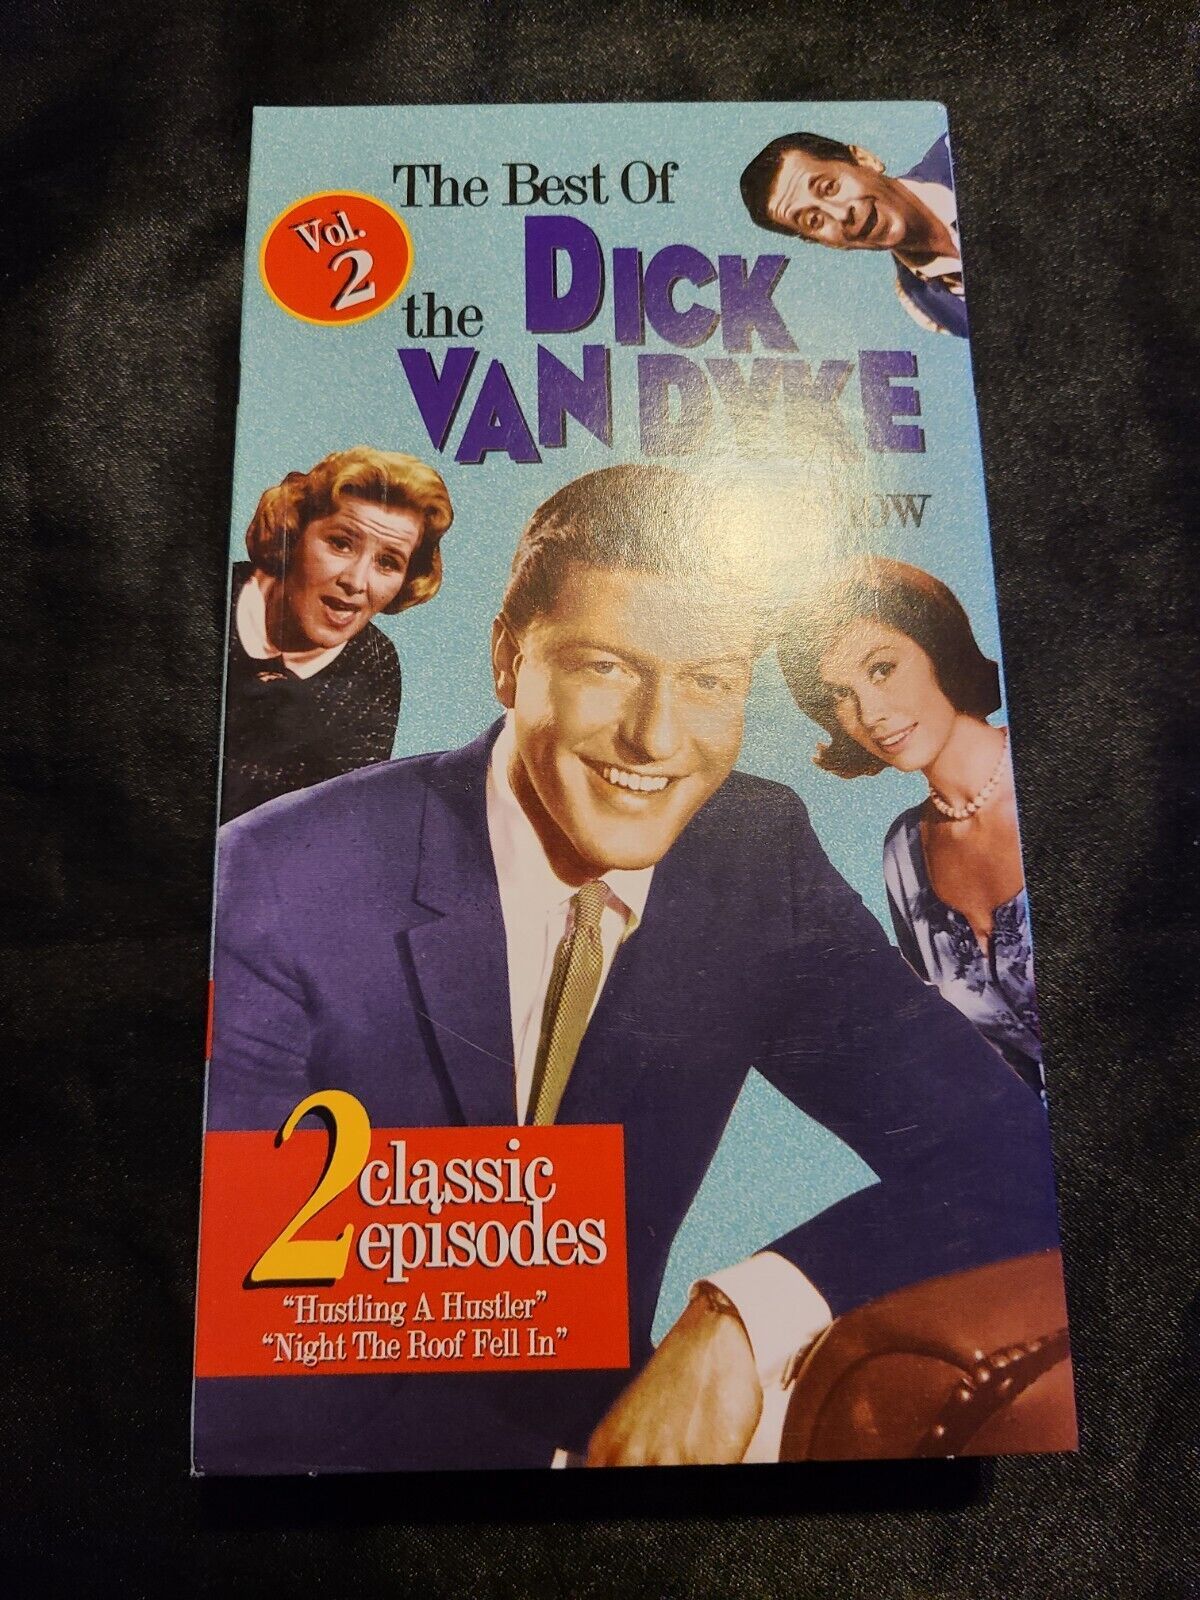 The Best Of
Vol.
2
the DICK
VAN DYKE
2 classic
episodes
"Hustling A Hustler"
"Night The Roof Fell In"